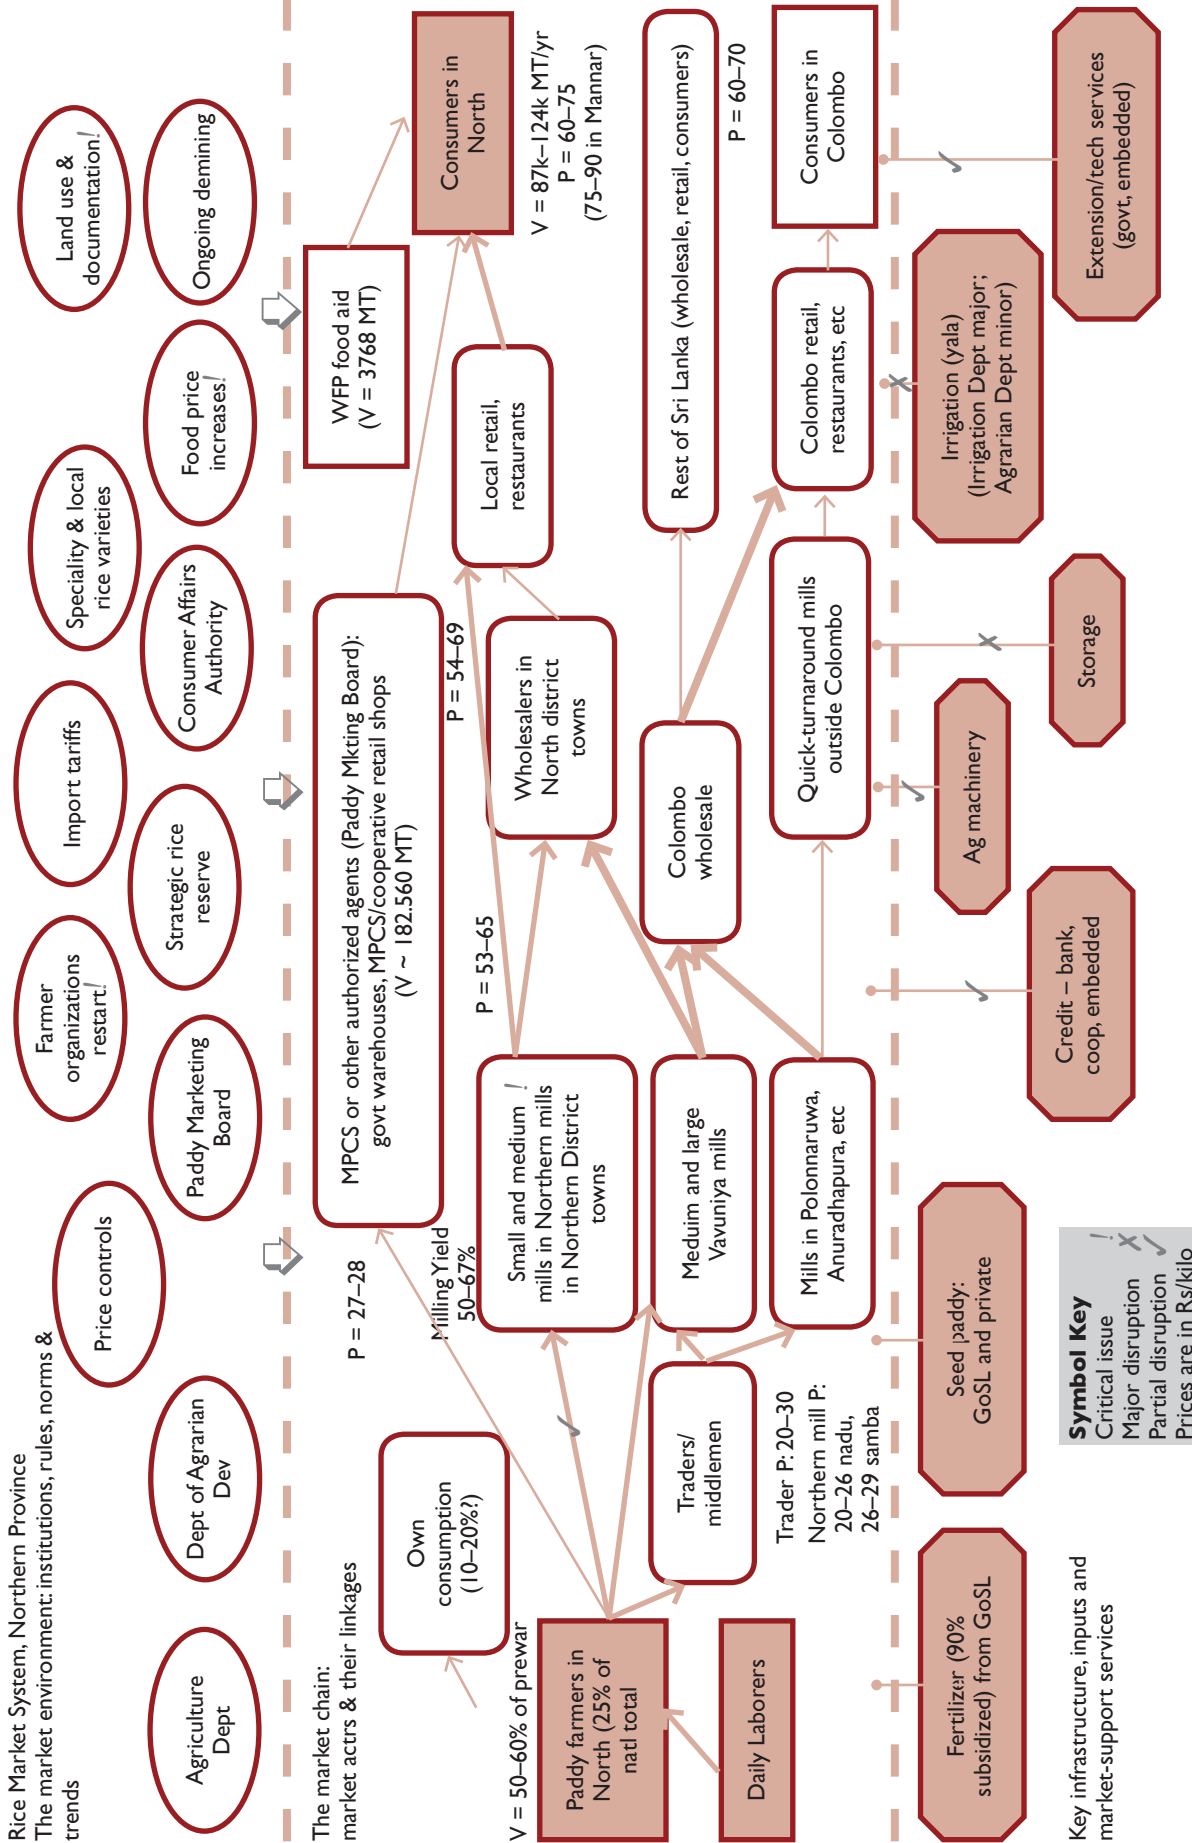 Rice Market System, Northern Province
The market environment: institutions, rules, norms &
trends
Agriculture
Dept
Dept of Agrarian
Dev
Price controls
Paddy Marketing
Board
Farmer
organizations
restart!
Strategic rice
reserve
Import tariffs
Consumer Affairs
Authority
Speciality & local
rice varieties
Food price
increases!
Land use &
documentation!
Ongoing demining
The market chain:
market actrs & their linkages
V = 50–60% of prewar
Paddy farmers in
North (25% of
natl total
Daily Laborers
Own
consumption
(10–20%?)
Traders/
middlemen
Trader P: 20–30
Northern mill P:
20–26 nadu,
26–29 samba
P = 27–28
Milling Yield
50–67%
MPCS or other authorized agents (Paddy Mkting Board):
govt warehouses, MPCS/cooperative retail shops
(V ~ 182.560 MT)
Small and medium !
mills in Northern mills
in Northern District
towns
Meduim and large
Vavuniya mills
Mills in Polonnaruwa,
Anuradhapura, etc
P = 53–65
P = 54–69
Wholesalers in
North district
towns
Colombo
wholesale
Quick-turnaround mills
outside Colombo
WFP food aid
(V = 3768 MT)
Local retail,
restaurants
Consumers in
North
V = 87k–124k MT/yr
P = 60–75
(75–90 in Mannar)
Rest of Sri Lanka (wholesale, retail, consumers)
P = 60–70
Colombo retail,
restaurants, etc
Consumers in
Colombo
Key infrastructure, inputs and
market-support services
Fertilizer (90%
subsidized) from GoSL
Seed paddy:
GoSL and private
Credit – bank,
coop, embedded
Ag machinery
Storage
Irrigation (yala)
(Irrigation Dept major;
Agrarian Dept minor)
Extension/tech services
(govt, embedded)
Symbol Key
Critical issue !
Major disruption ✗
Partial disruption ✓
Prices are in Rs/kilo